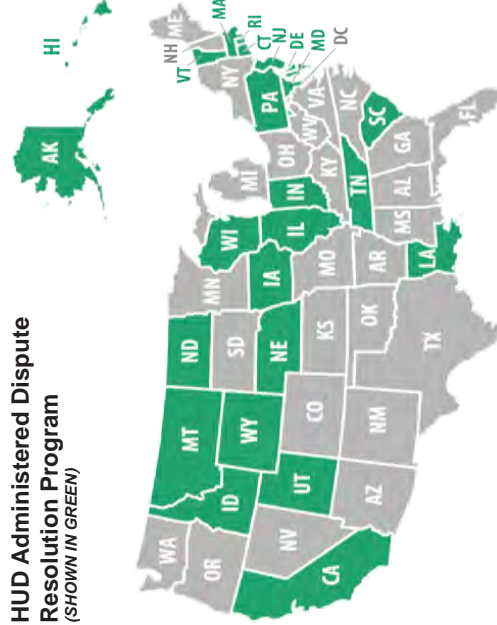 HUD Administered Dispute
Resolution Program
(SHOWN IN GREEN)
AK
HI
WA
OR
CA
NV
ID
MT
WY
UT
AZ
CO
NM
ND
SD
NE
KS
OK
TX
MN
IA
MO
AR
LA
WI
IL
MS
MI
IN
KY
TN
AL
OH
WV
GA
FL
SC
NC
VA
PA
NY
VT
NH
ME
MA
RI
CT
NJ
DE
MD
DC